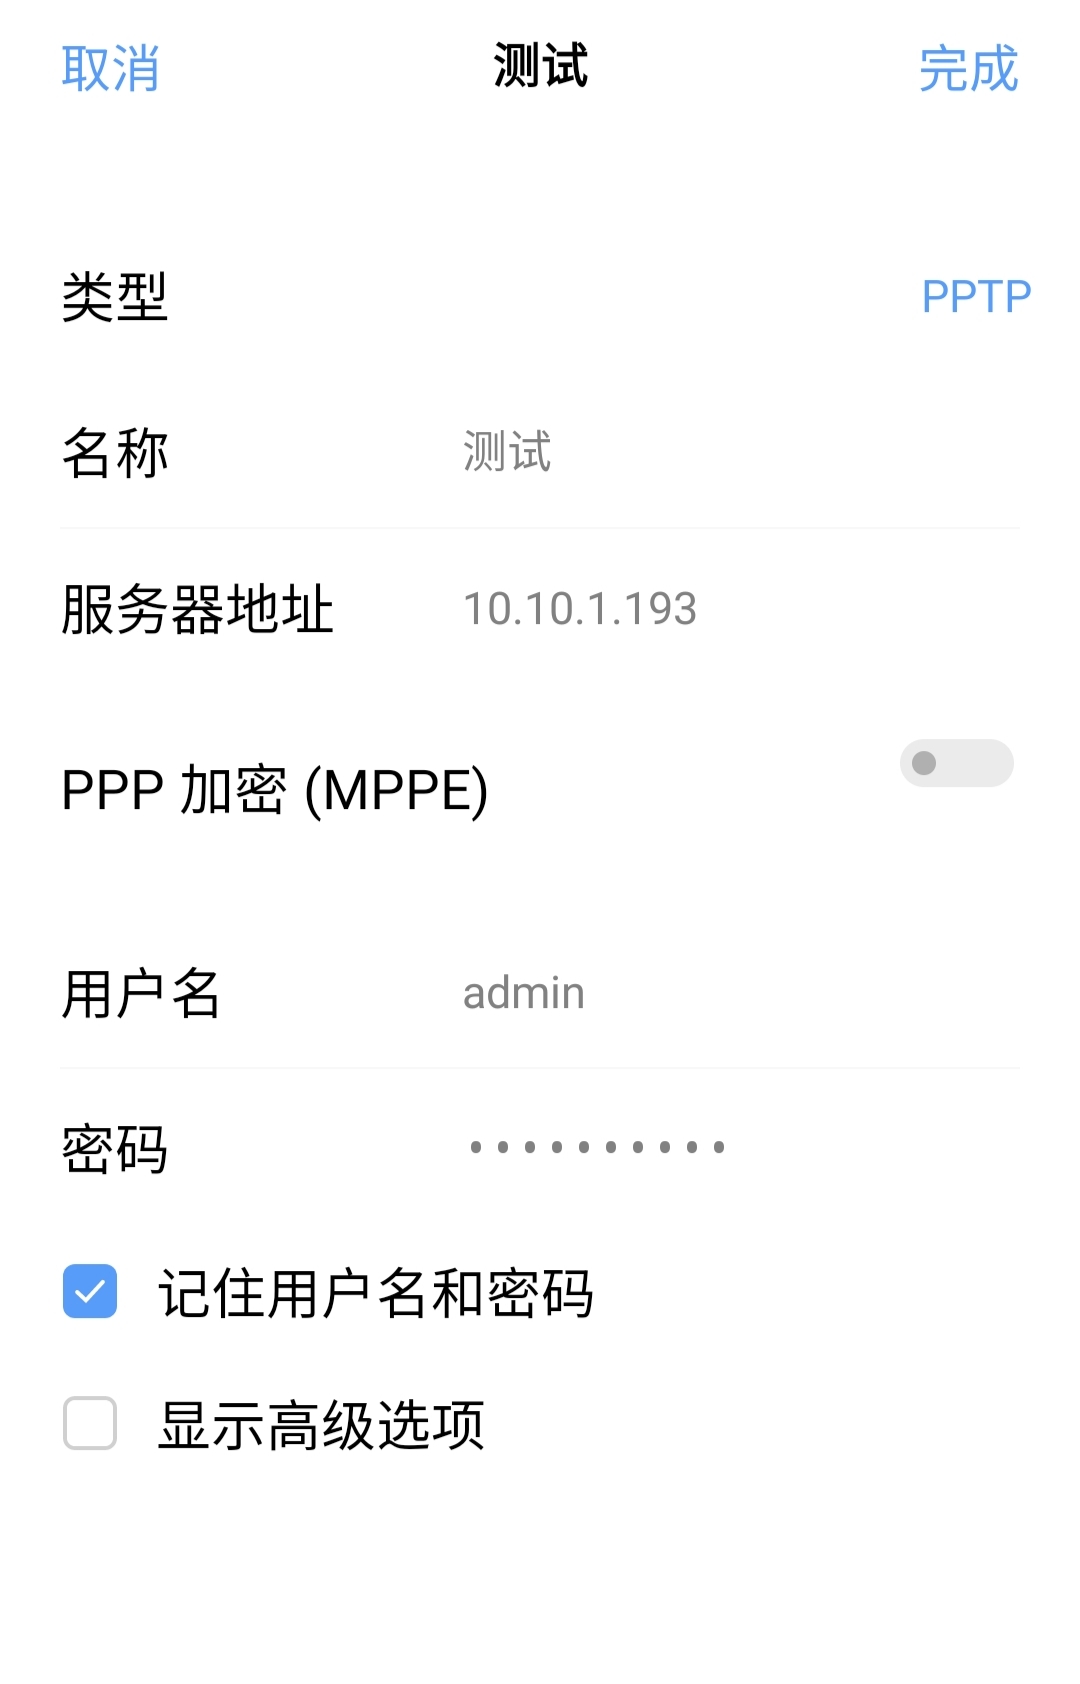 取消 测试 完成
类型 PPTP
名称 测试
服务器地址 10.10.1.193
PPP 加密 (MPPE)
用户名 admin
密码 ••••••••••
记住用户名和密码
显示高级选项